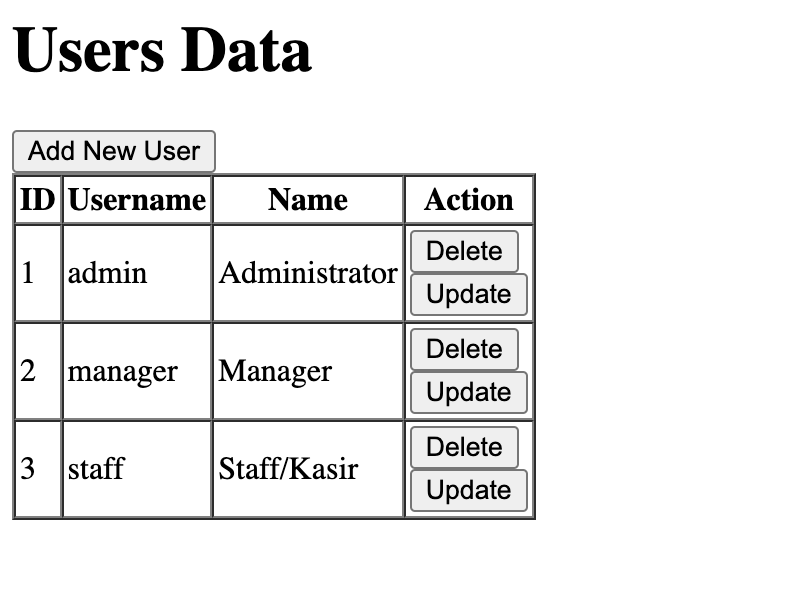 Users Data
Add New User
ID Username Name Action
1 admin Administrator Delete
Update
2 manager Manager Delete
Update
3 staff Staff/Kasir Delete
Update